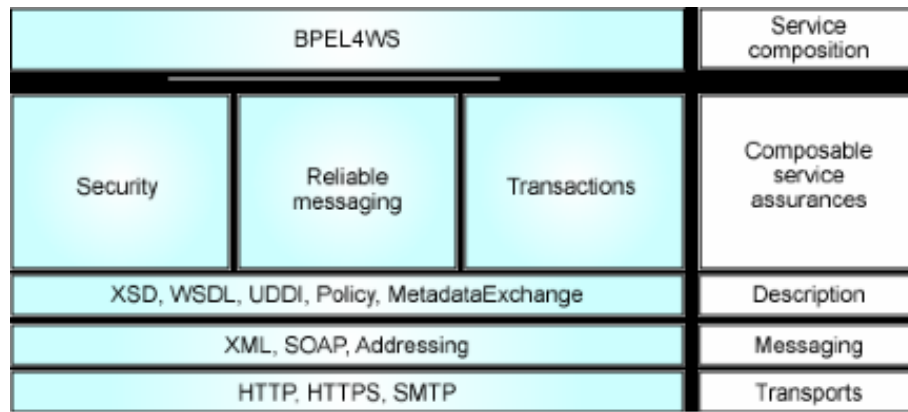 BPEL4WS
Service
composition
Security
Reliable
messaging
Transactions
Composable
service
assurances
XSD, WSDL, UDDI, Policy, MetadataExchange
Description
XML, SOAP, Addressing
Messaging
HTTP, HTTPS, SMTP
Transports